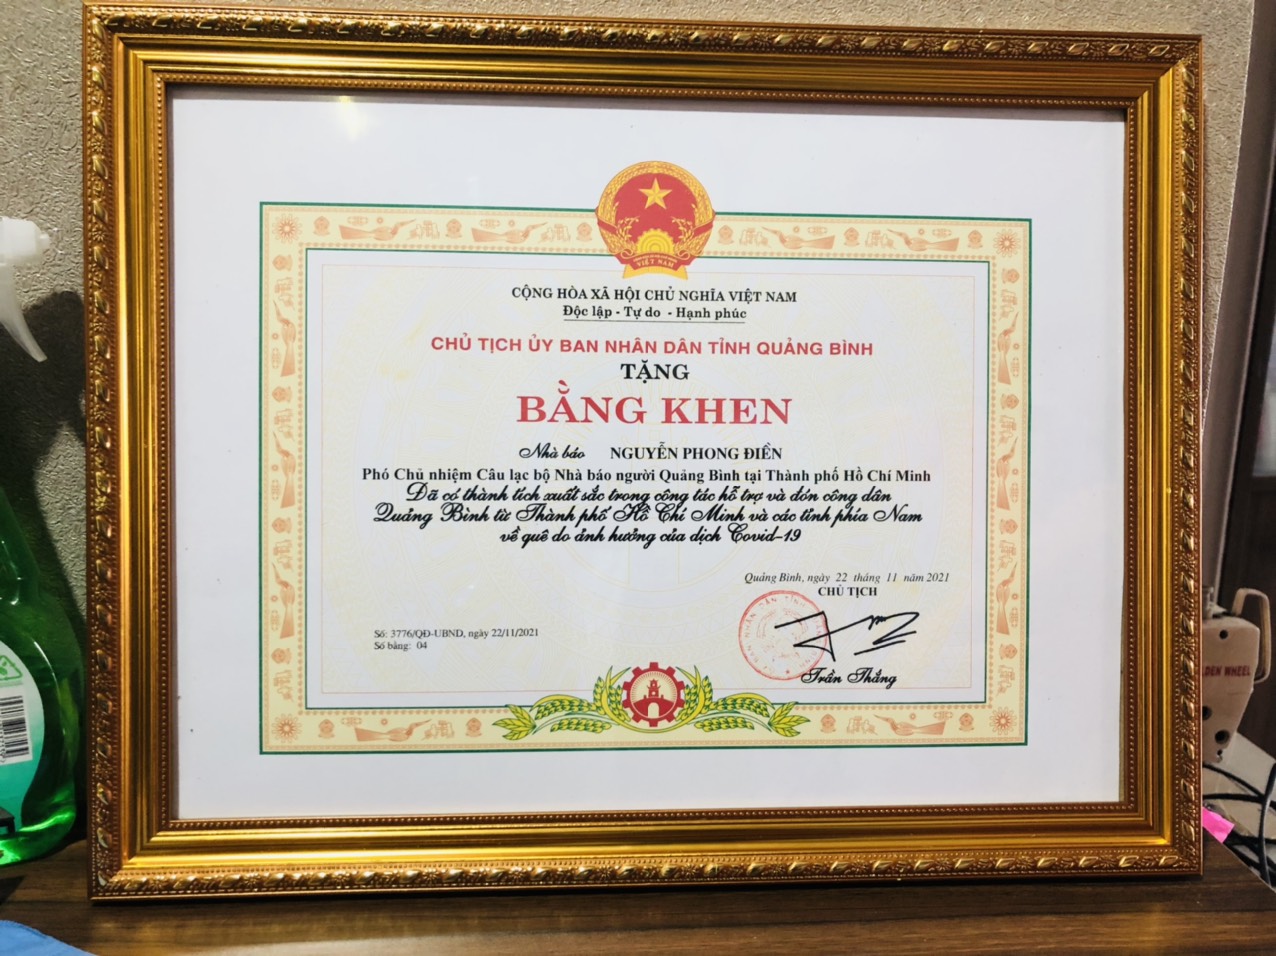 VIỆT NAM
CỘNG HÒA XÃ HỘI CHỦ NGHĨA VIỆT NAM
Độc lập - Tự do - Hạnh phúc
CHỦ TỊCH ỦY BAN NHÂN DÂN TỈNH QUẢNG BÌNH
TẶNG
BẰNG KHEN
Nhà báo NGUYỄN PHONG ĐIỀN
Phó Chủ nhiệm Câu lạc bộ Nhà báo người Quảng Bình tại Thành phố Hồ Chí Minh
Đã có thành tích xuất sắc trong công tác hỗ trợ và đón công dân
Quảng Bình từ Thành phố Hồ Chí Minh và các tỉnh phía Nam
về quê do ảnh hưởng của dịch Covid-19
Quảng Bình, ngày 22 tháng 11 năm 2021
CHỦ TỊCH
Số: 3776/QĐ-UBND, ngày 22/11/2021
Số bằng: 04
Trần Thắng
DEN WHEEL